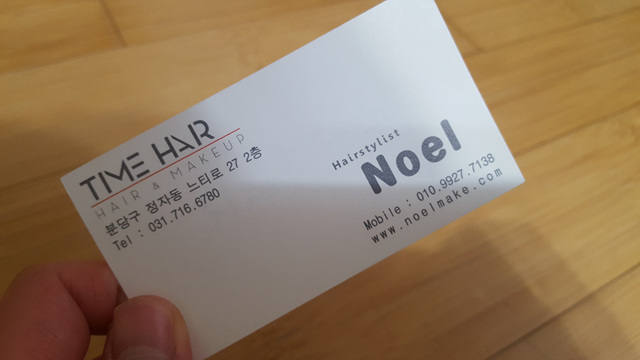 TIME HAIR
HAIR & MAKEUP
분당구 정자동 느티로 27 2층
Tel : 031.716.6780
Hairstylist
Noel
Mobile : 010.9927.7138
www.noelmake.com